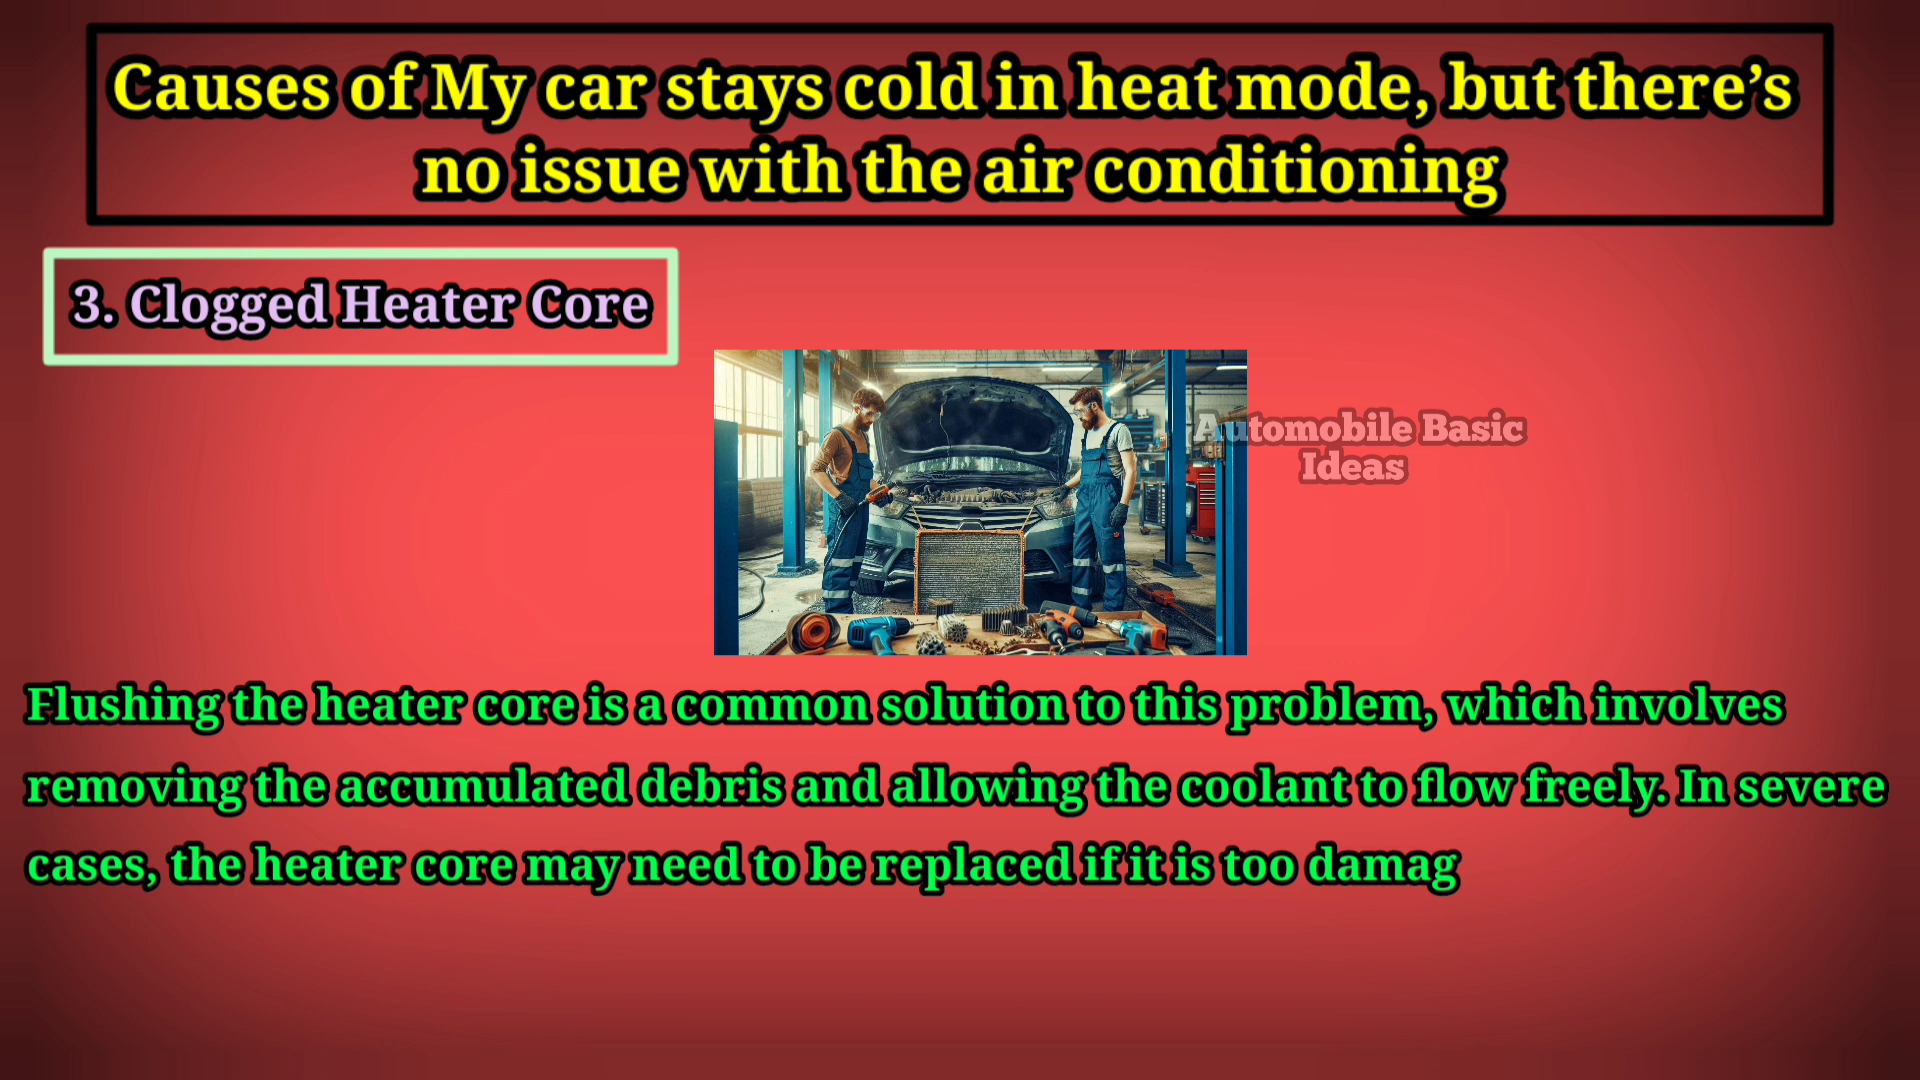 Causes of My car stays cold in heat mode, but there’s
no issue with the air conditioning
3. Clogged Heater Core
Automobile Basic
Ideas
Flushing the heater core is a common solution to this problem, which involves
removing the accumulated debris and allowing the coolant to flow freely. In severe
cases, the heater core may need to be replaced if it is too damag